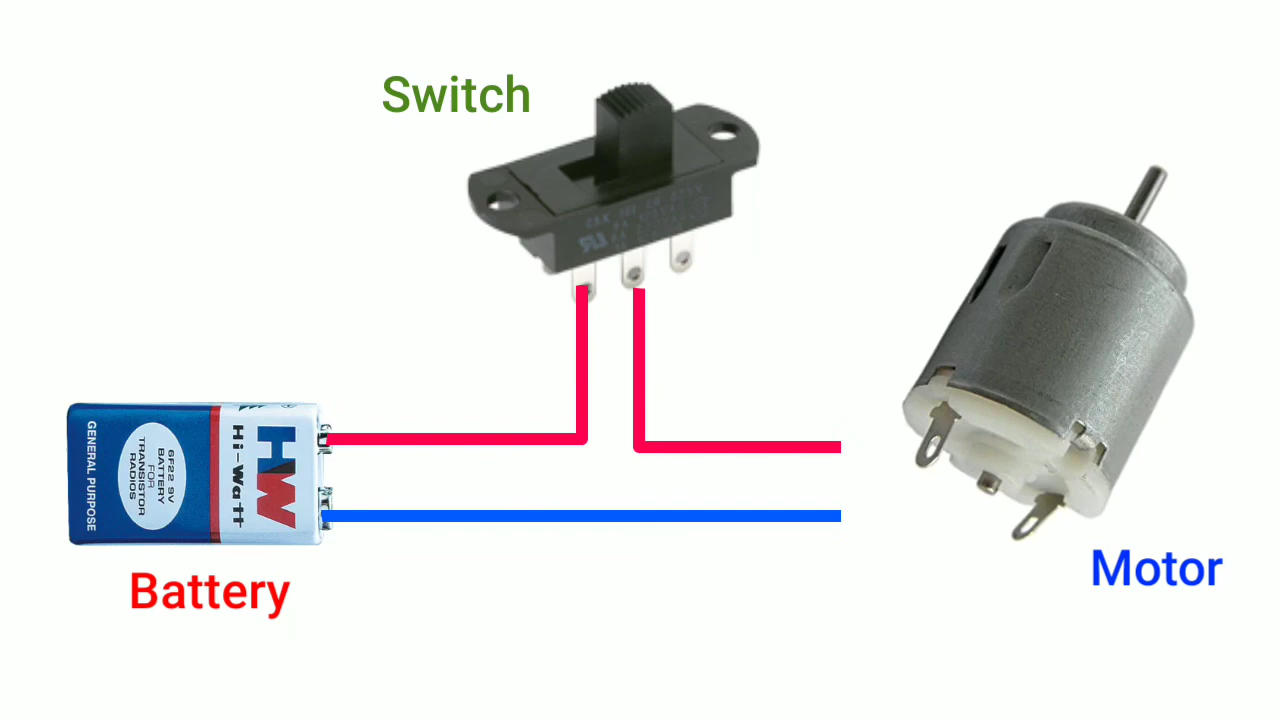 Switch
HW
Hi-Watt
6F22 9V
BATTERY
FOR
TRANSISTOR
RADIOS
GENERAL PURPOSE
Battery
Motor